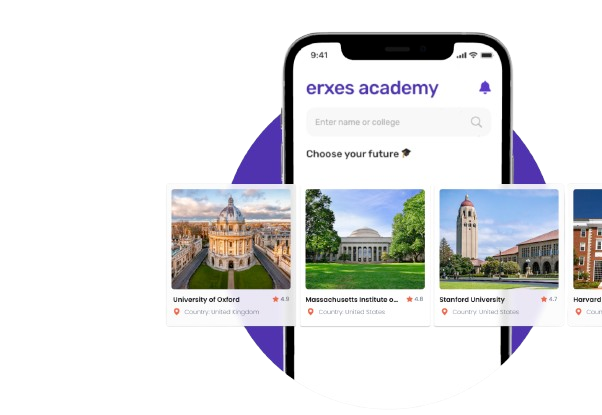 9:41
erxes academy
Enter name or college
Choose your future
University of Oxford 4.9
Country: United Kingdom
Massachusetts Institute o... 4.8
Country: United States
Stanford University 4.7
Country: United States
Harvard
Coun